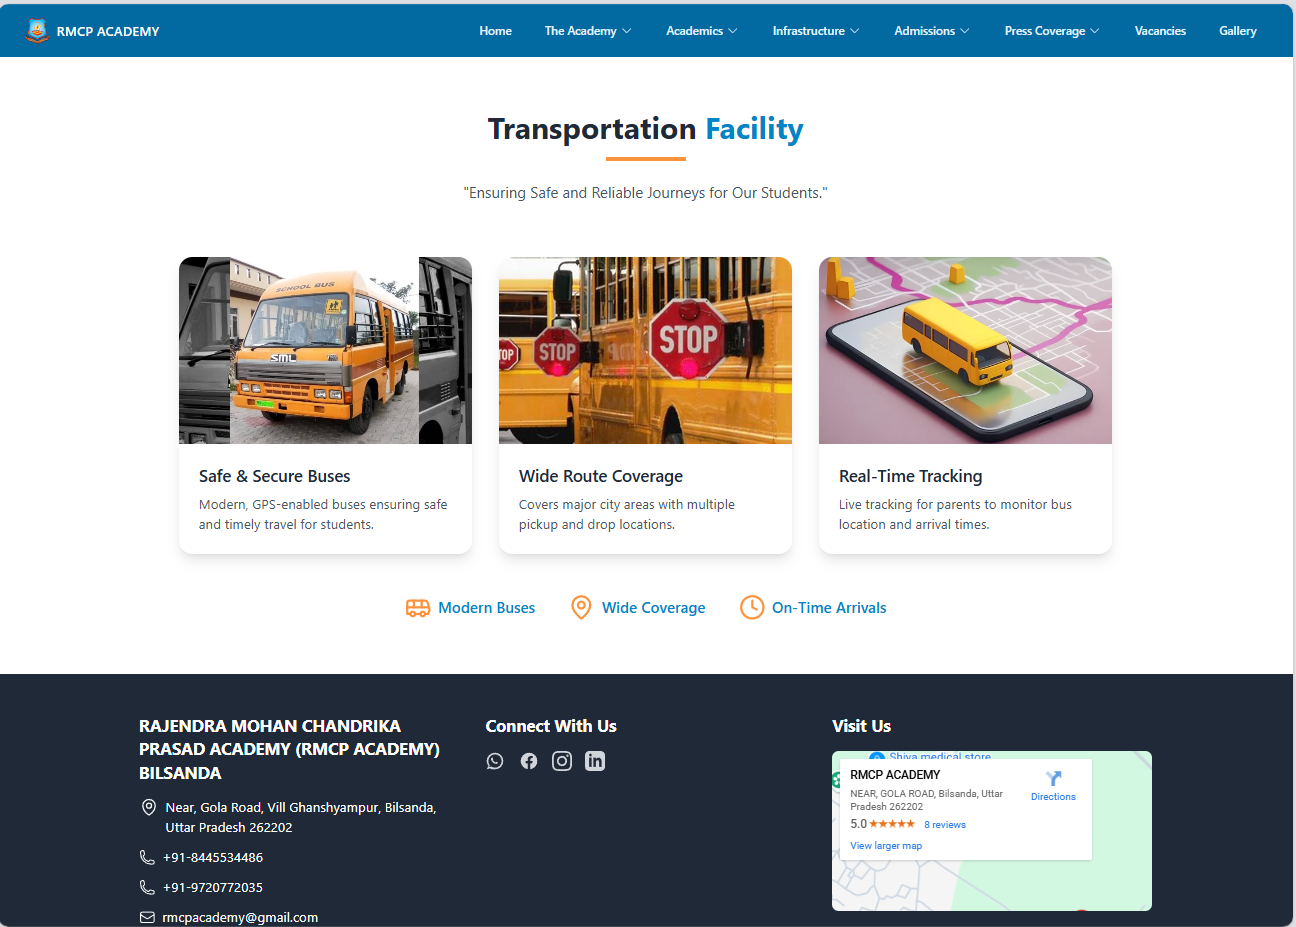 RMCP ACADEMY
Home
The Academy
Academics
Infrastructure
Admissions
Press Coverage
Vacancies
Gallery
Transportation Facility
"Ensuring Safe and Reliable Journeys for Our Students."
SCHOOL BUS
SML
TOP
STOP
STOP
Safe & Secure Buses
Modern, GPS-enabled buses ensuring safe
and timely travel for students.
Wide Route Coverage
Covers major city areas with multiple
pickup and drop locations.
Real-Time Tracking
Live tracking for parents to monitor bus
location and arrival times.
Modern Buses
Wide Coverage
On-Time Arrivals
RAJENDRA MOHAN CHANDRIKA
PRASAD ACADEMY (RMCP ACADEMY)
BILSANDA
Near, Gola Road, Vill Ghanshyampur, Bilsanda,
Uttar Pradesh 262202
+91-8445534486
+91-9720772035
rmcpacademy@gmail.com
Connect With Us
Visit Us
Shiva medical store
RMCP ACADEMY
NEAR, GOLA ROAD, Bilsanda, Uttar
Pradesh 262202
5.0 ★★★★★ 8 reviews
View larger map
Directions